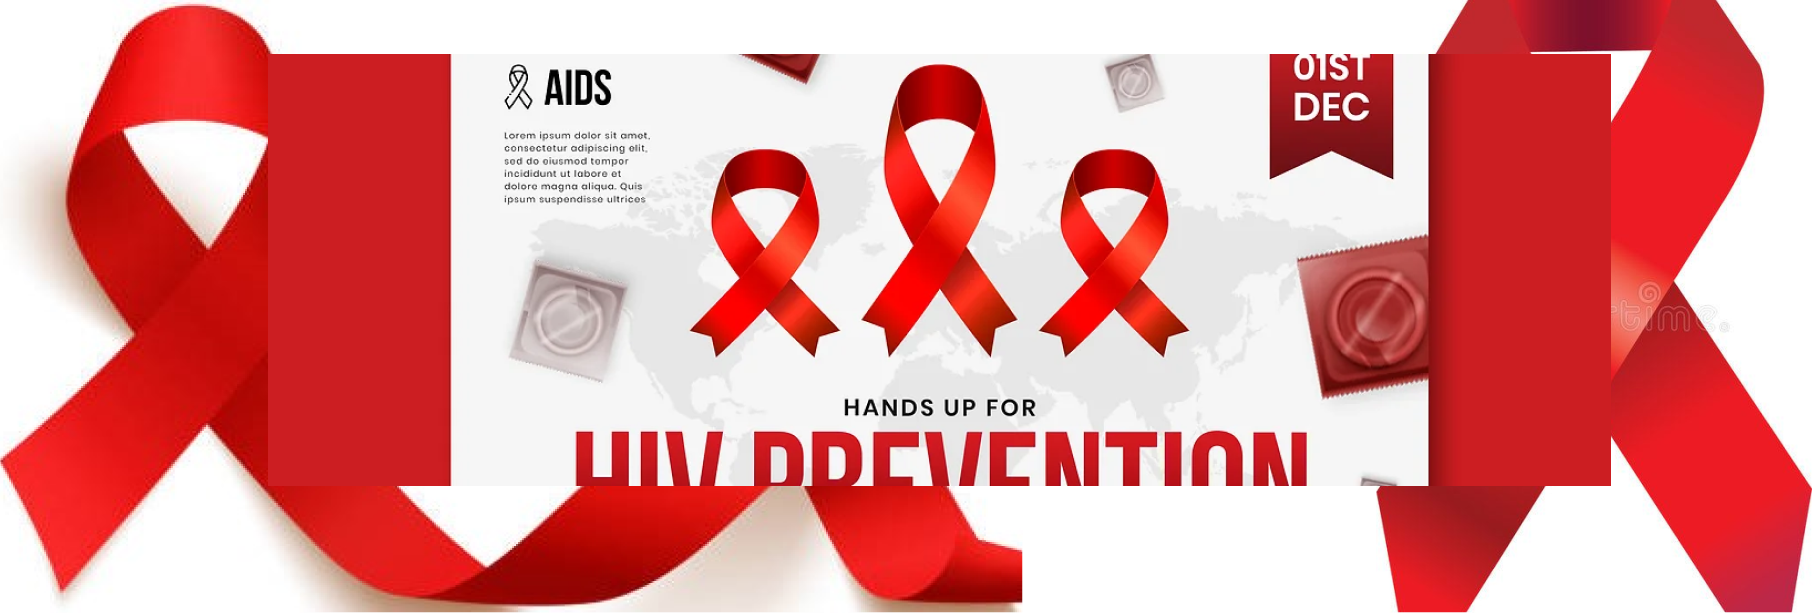 AIDS
Lorem ipsum dolor sit amet,
consectetur adipiscing elit,
sed do eiusmod tempor
incididunt ut labore et
dolore magna aliqua. Quis
ipsum suspendisse ultrices
01ST
DEC
HANDS UP FOR
HIV PREVENTION
time.